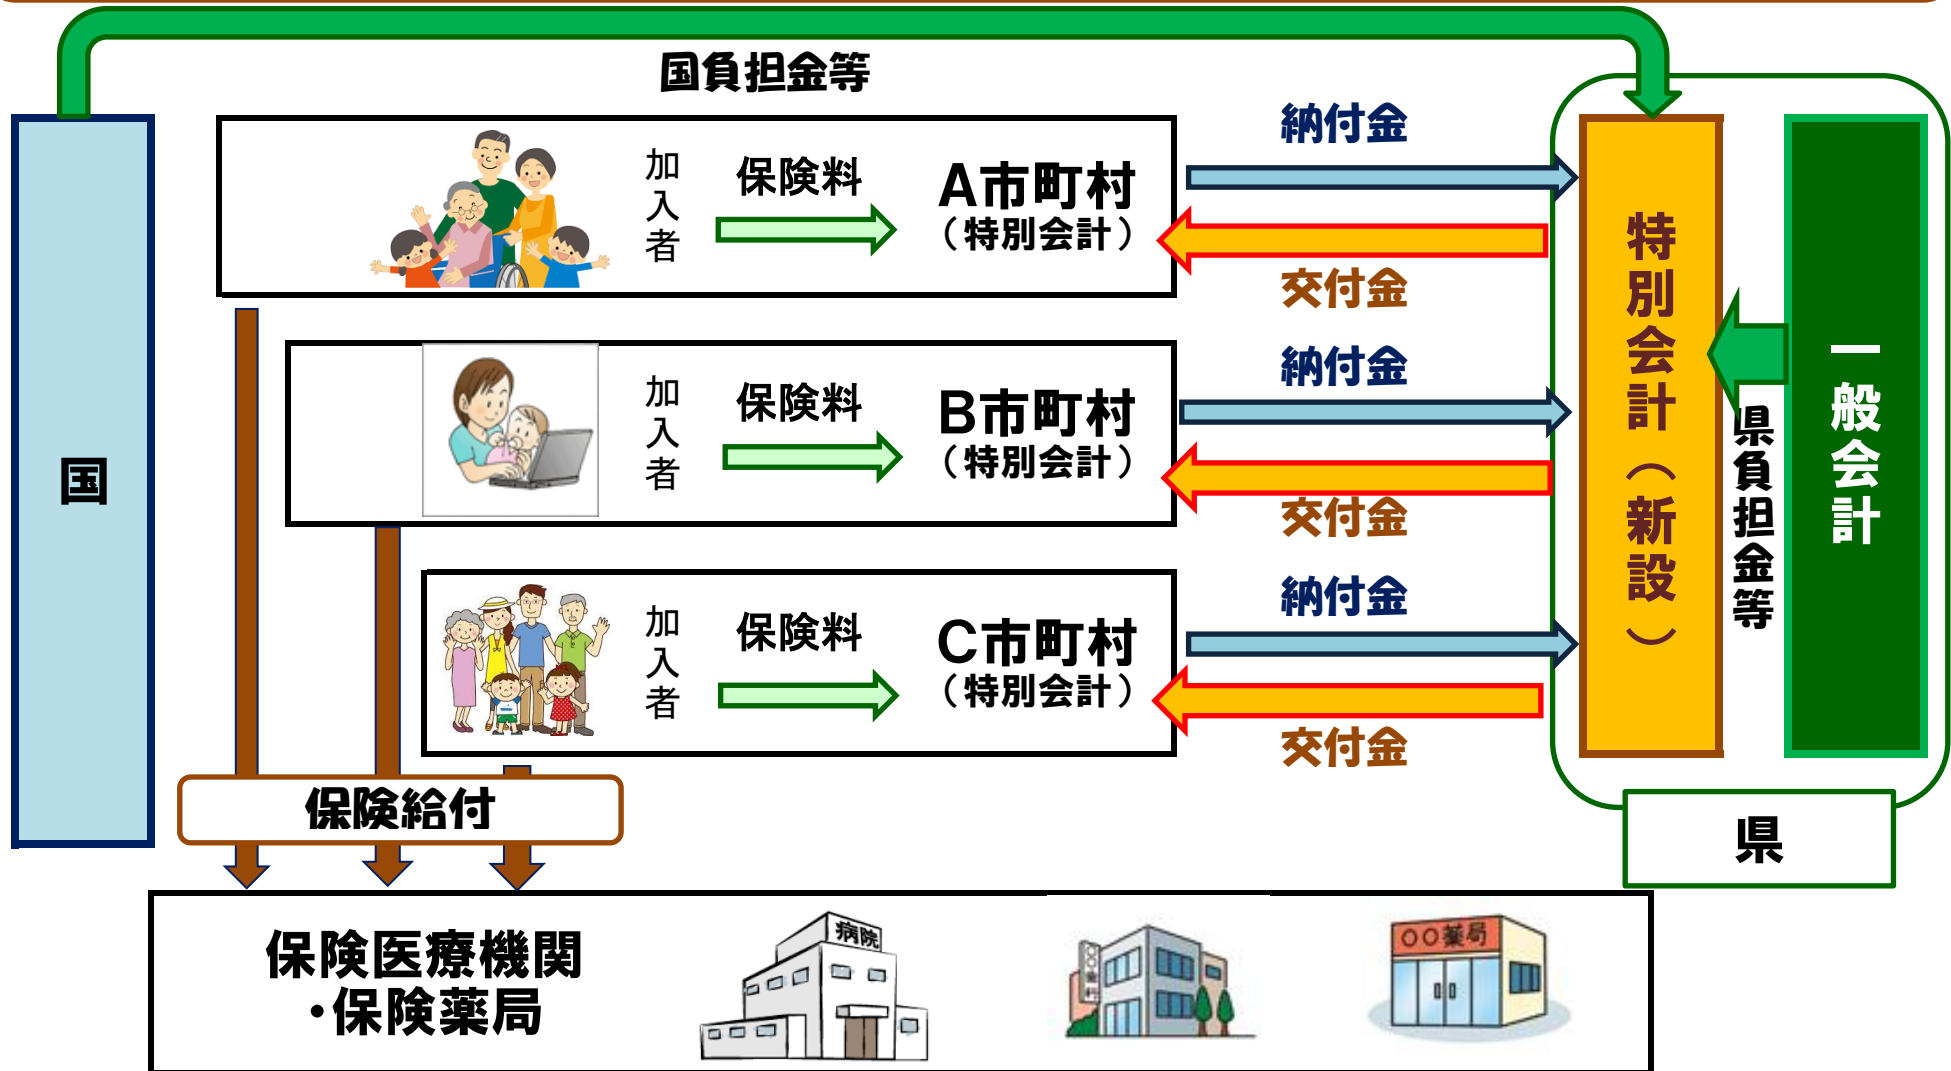 国負担金等
国
加入者
保険料
A市町村
（特別会計）
納付金
交付金
加入者
保険料
B市町村
（特別会計）
納付金
交付金
加入者
保険料
C市町村
（特別会計）
納付金
交付金
特別会計（新設）
県負担金等
一般会計
県
保険給付
保険医療機関
・保険薬局
病院
〇〇薬局